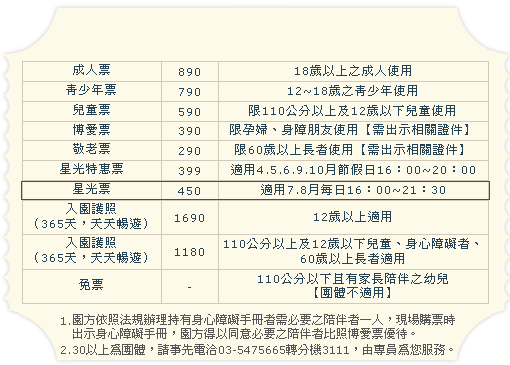 成人票 890 18歲以上之成人使用
青少年票 790 12~18歲之青少年使用
兒童票 590 限110公分以上及12歲以下兒童使用
博愛票 390 限孕婦、身障朋友使用【需出示相關證件】
敬老票 290 限60歲以上長者使用【需出示相關證件】
星光特惠票 399 適用4.5.6.9.10月節假日16：00~20：00
星光票 450 適用7.8月每日16：00~21：30
入園護照
（365天，天天暢遊） 1690 12歲以上適用
入園護照
（365天，天天暢遊） 1180 110公分以上及12歲以下兒童、身心障礙者、
60歲以上長者適用
免票 - 110公分以下且有家長陪伴之幼兒
【團體不適用】
1.園方依照法規辦理持有身心障礙手冊者需必要之陪伴者一人，現場購票時
出示身心障礙手冊，園方得以同意必要之陪伴者比照博愛票優待。
2.30以上為團體，諸事先電洽03-5475665轉分機3111，由專員為您服務。